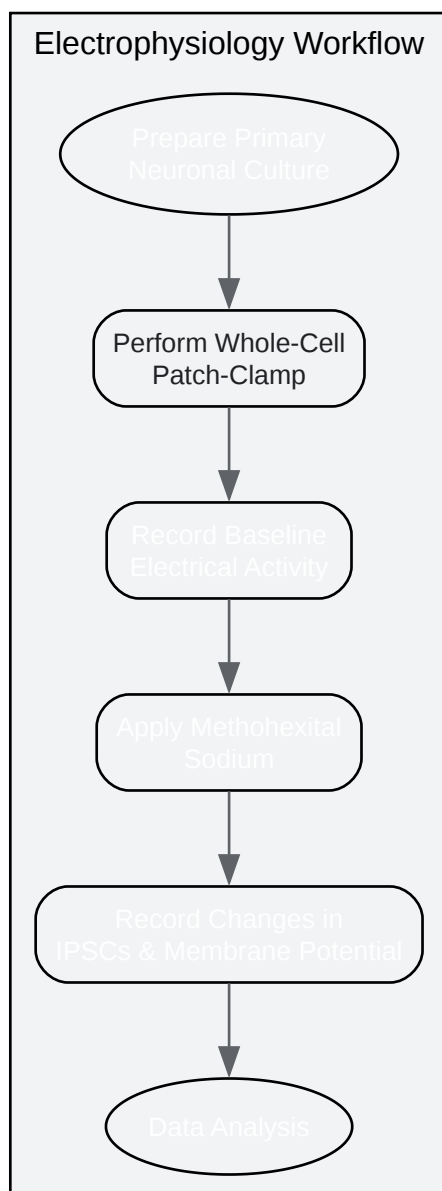 Electrophysiology Workflow
Prepare Primary
Neuronal Culture
Perform Whole-Cell
Patch-Clamp
Record Baseline
Electrical Activity
Apply Methohexital
Sodium
Record Changes in
IPSCs & Membrane Potential
Data Analysis